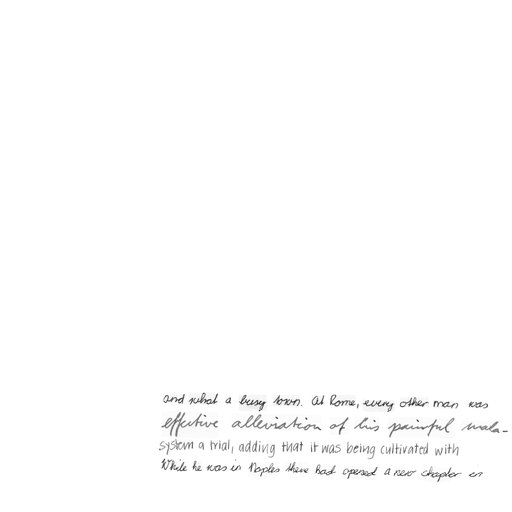 and what a busy town. At Rome, every other man was
effective alleviation of his painful mala-
system a trial, adding that it was being cultivated with
While he was in Naples there had opened a new chapter in